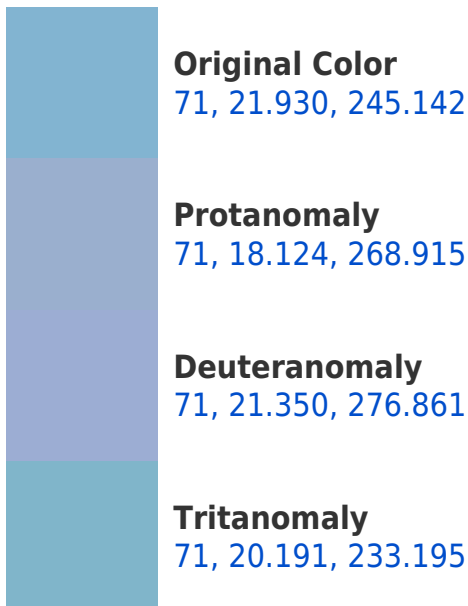 Original Color
71, 21.930, 245.142
Protanomaly
71, 18.124, 268.915
Deuteranomaly
71, 21.350, 276.861
Tritanomaly
71, 20.191, 233.195